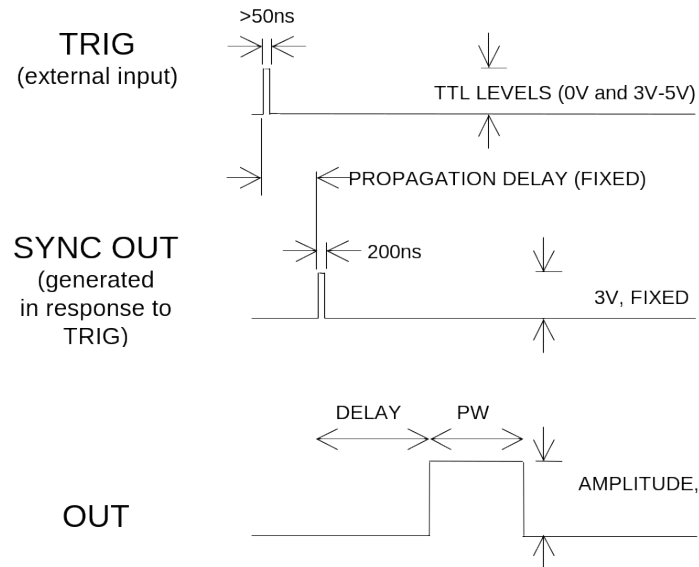 >50ns
TRIG
(external input)
TTL LEVELS (0V and 3V-5V)
PROPAGATION DELAY (FIXED)
SYNC OUT
(generated
in response to
TRIG)
200ns
3V, FIXED
DELAY
PW
AMPLITUDE,
OUT